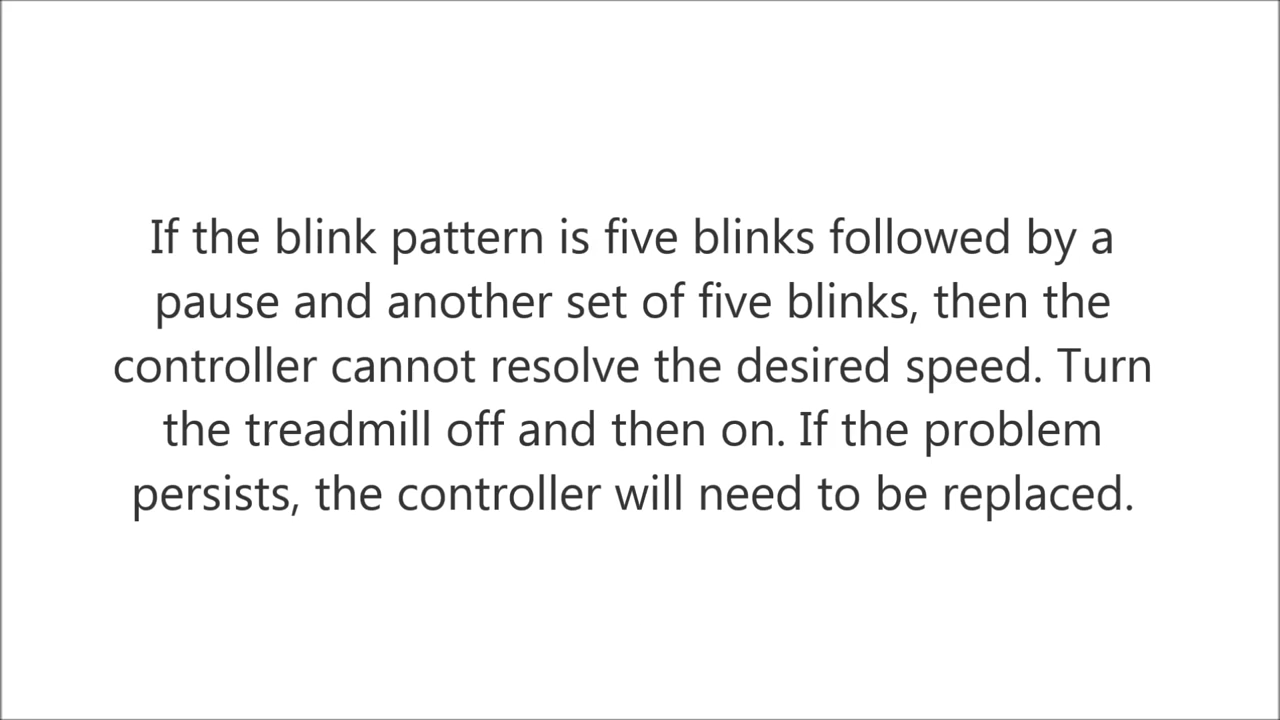 If the blink pattern is five blinks followed by a
pause and another set of five blinks, then the
controller cannot resolve the desired speed. Turn
the treadmill off and then on. If the problem
persists, the controller will need to be replaced.